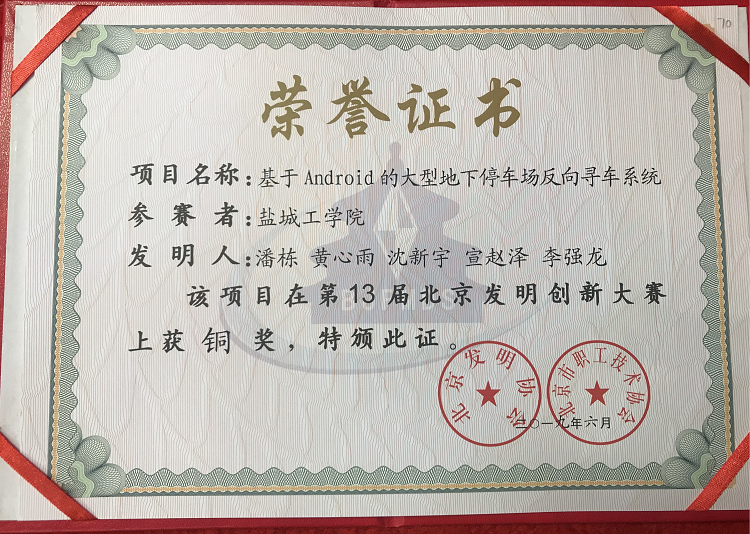 70
荣誉证书
项目名称:基于Android的大型地下停车场反向寻车系统
参赛者:盐城工学院
发明人:潘栋 黄心雨 沈新宇 宣赵泽 李强龙
该项目在第13届北京发明创新大赛
上获铜奖，特颁此证。
北京发明协会
北京市职工技术协会
二〇一九年六月